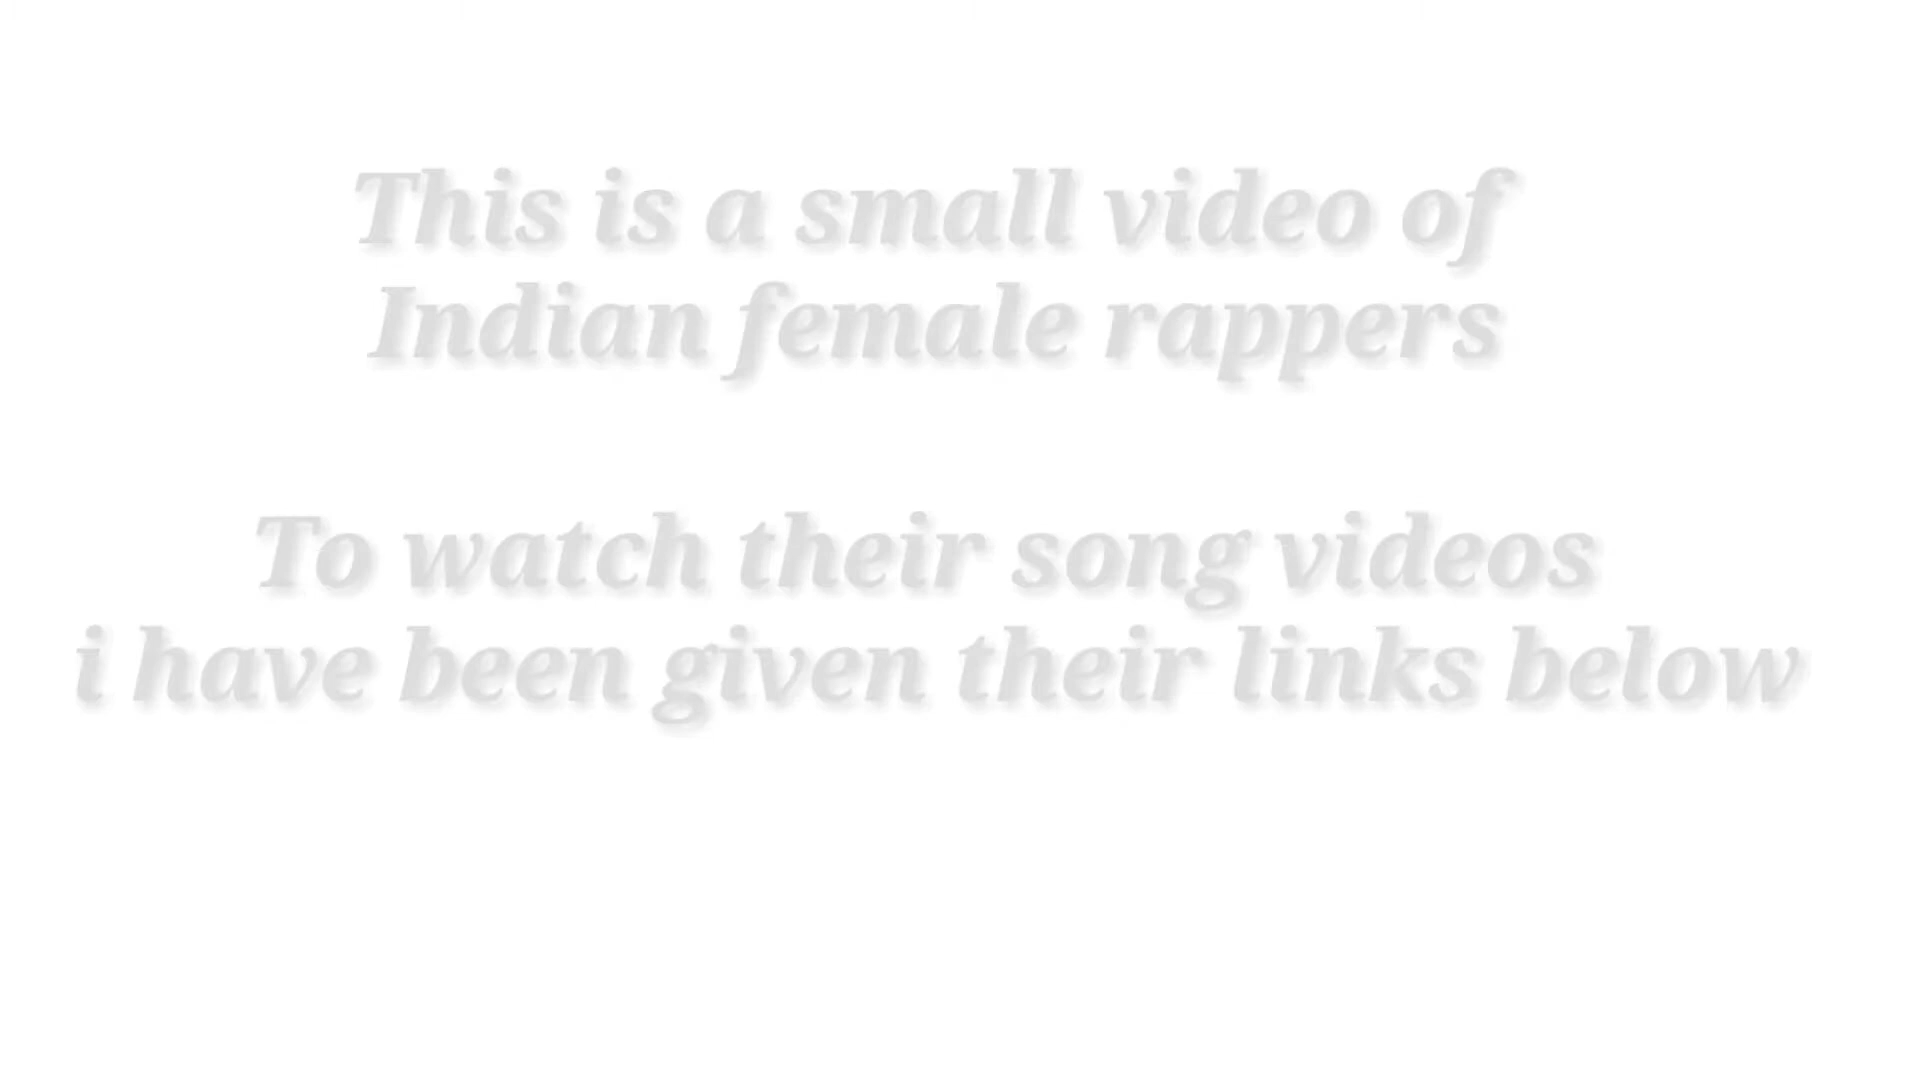 This is a small video of
Indian female rappers
To watch their song videos
i have been given their links below